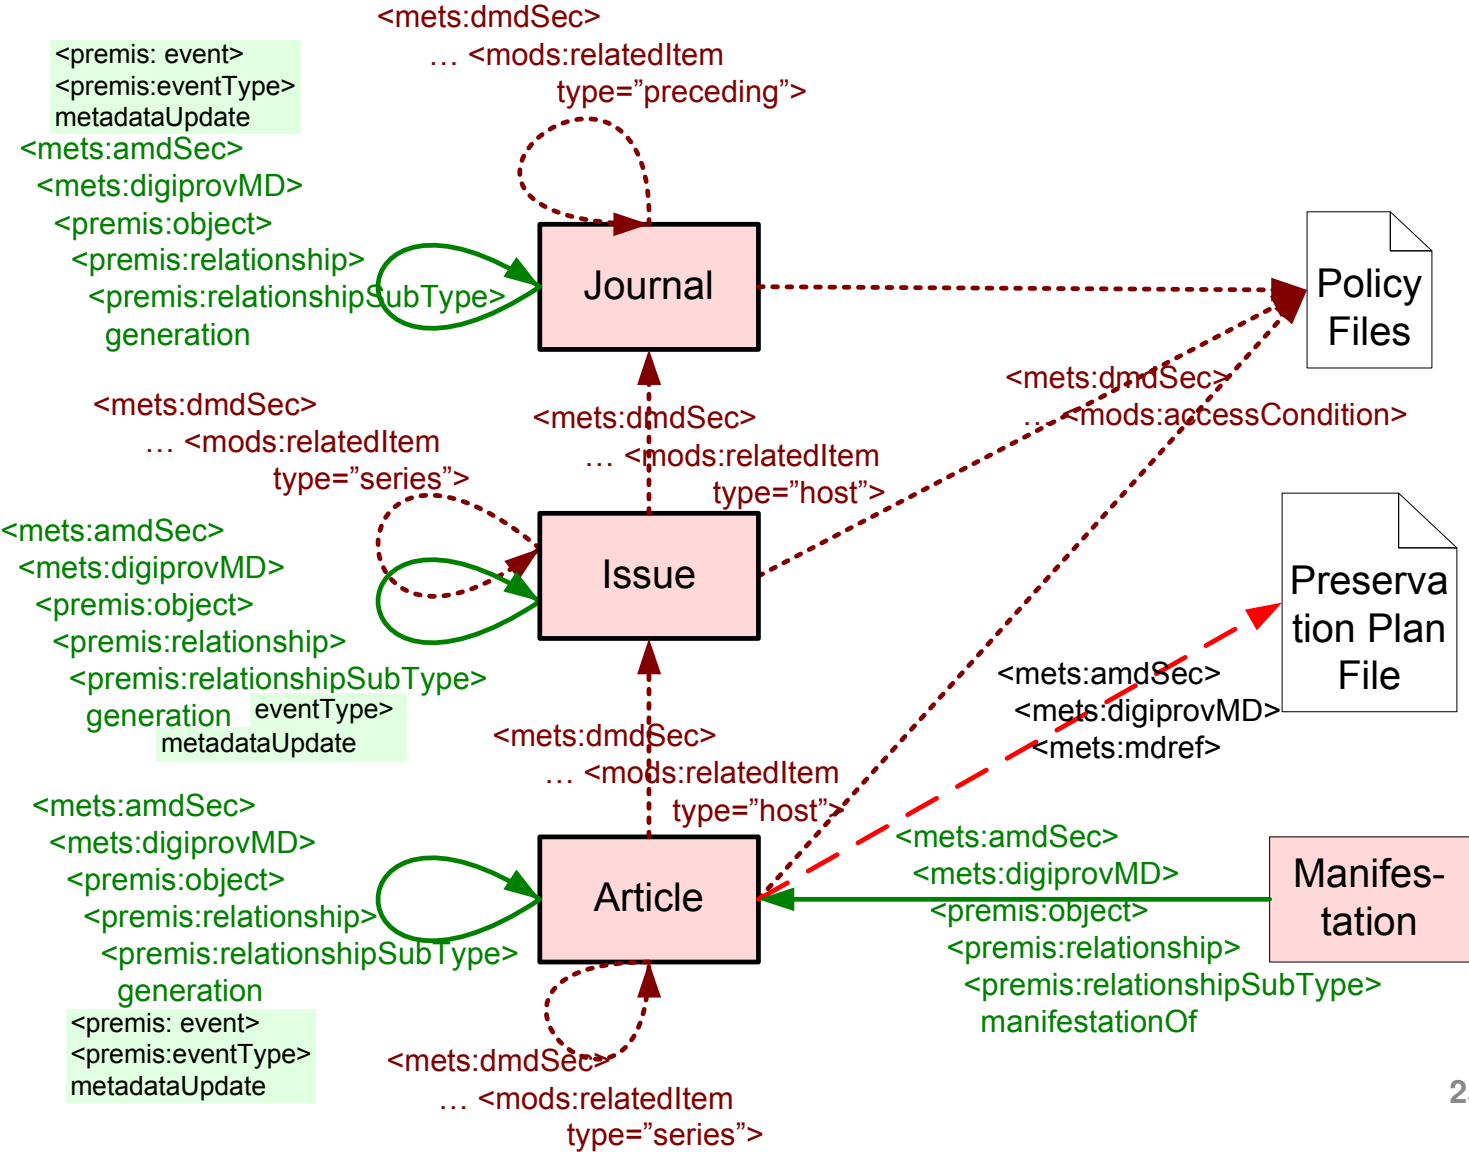 <mets:dmdSec>
… <mods:relatedItem
type=”preceding”>
<premis: event>
<premis:eventType>
metadataUpdate
<mets:amdSec>
<mets:digiprovMD>
<premis:object>
<premis:relationship>
<premis:relationshipSubType>
generation
Journal
Policy
Files
<mets:dmdSec>
… <mods:relatedItem
type=”series”>
<mets:dmdSec>
… <mods:relatedItem
type=”host”>
<mets:dmdSec>
… <mods:accessCondition>
<mets:amdSec>
<mets:digiprovMD>
<premis:object>
<premis:relationship>
<premis:relationshipSubType>
generation
eventType>
metadataUpdate
Issue
Preserva
tion Plan
File
<mets:amdSec>
<mets:digiprovMD>
<mets:mdref>
<mets:dmdSec>
… <mods:relatedItem
type=”host”>
<mets:amdSec>
<mets:digiprovMD>
<premis:object>
<premis:relationship>
<premis:relationshipSubType>
generation
<premis: event>
<premis:eventType>
metadataUpdate
Article
<mets:amdSec>
<mets:digiprovMD>
<premis:object>
<premis:relationship>
<premis:relationshipSubType>
manifestationOf
Manifes-
tation
<mets:dmdSec>
… <mods:relatedItem
type=”series”>